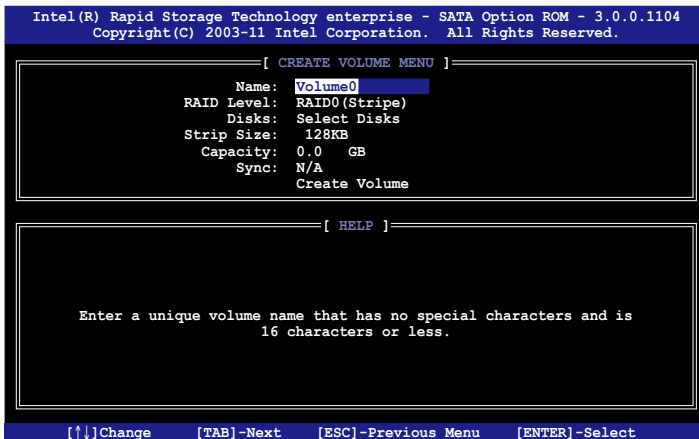 Intel(R) Rapid Storage Technology enterprise - SATA Option ROM - 3.0.0.1104
Copyright(C) 2003-11 Intel Corporation. All Rights Reserved.
[ CREATE VOLUME MENU ]
Name: Volume0
RAID Level: RAID0(Stripe)
Disks: Select Disks
Strip Size: 128KB
Capacity: 0.0 GB
Sync: N/A
Create Volume
[ HELP ]
Enter a unique volume name that has no special characters and is
16 characters or less.
[↑↓]Change [TAB]-Next [ESC]-Previous Menu [ENTER]-Select